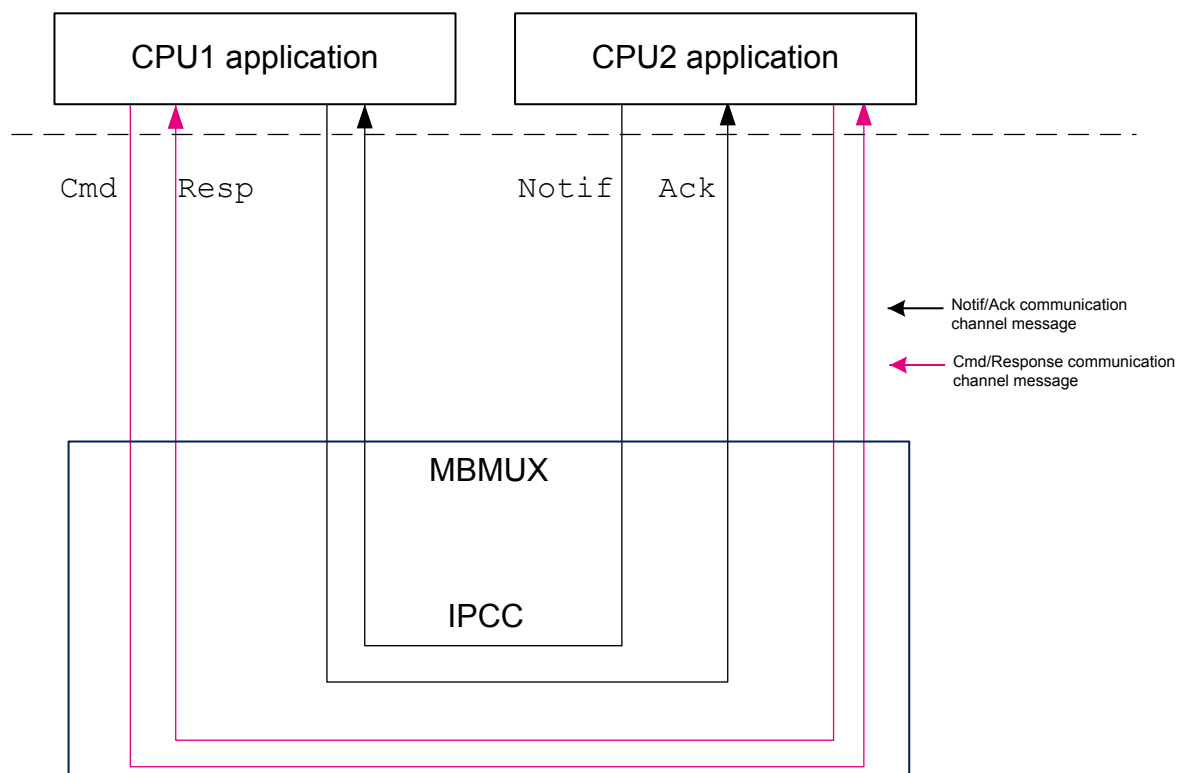 CPU1 application
CPU2 application
Cmd
Resp
Notif
Ack
Notif/Ack communication
channel message
Cmd/Response communication
channel message
MBMUX
IPCC